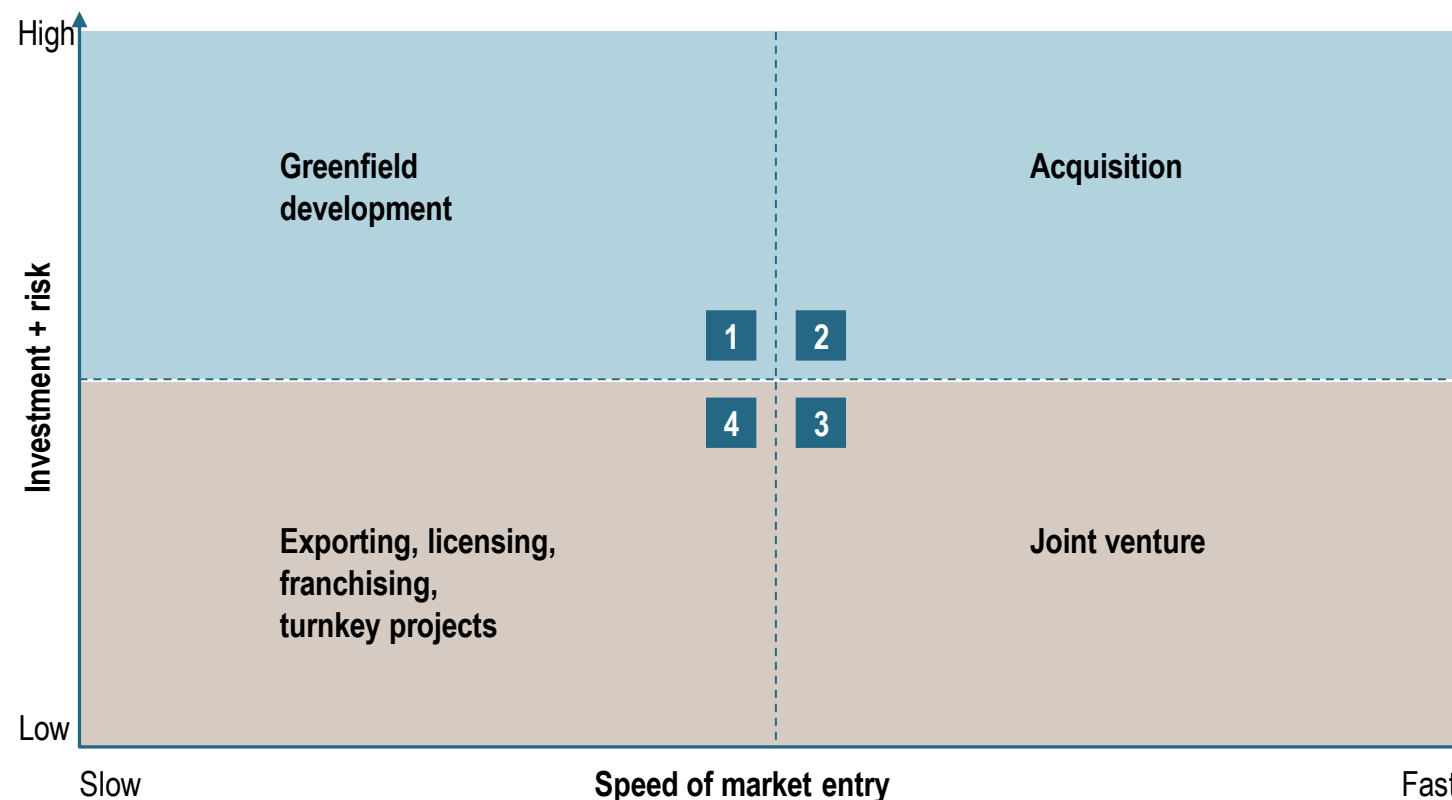 High
Greenfield
development
Acquisition
Investment + risk
1
2
4
3
Exporting, licensing,
franchising,
turnkey projects
Joint venture
Low
Slow
Speed of market entry
Fast